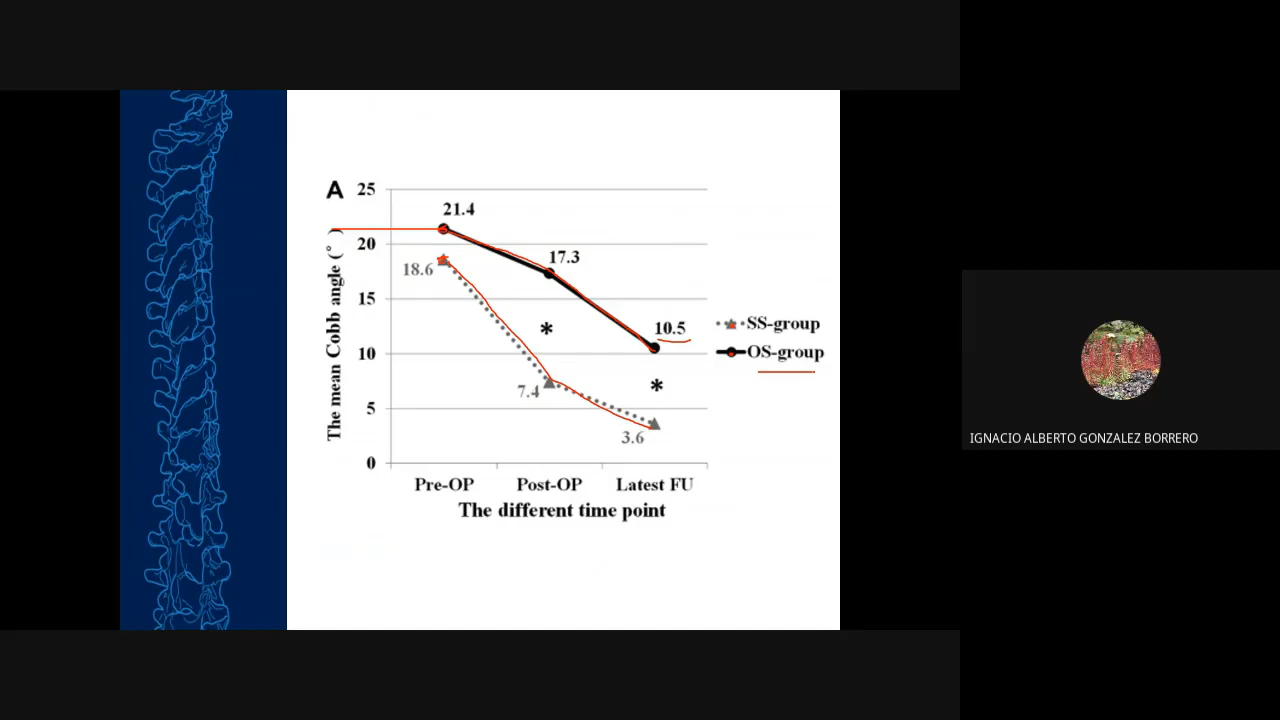 A
25
21.4
20
18.6
17.3
15
*
10.5
10
*
7.4
5
3.6
0
The mean Cobb angle (°)
SS-group
OS-group
Pre-OP Post-OP Latest FU
The different time point
IGNACIO ALBERTO GONZALEZ BORRERO